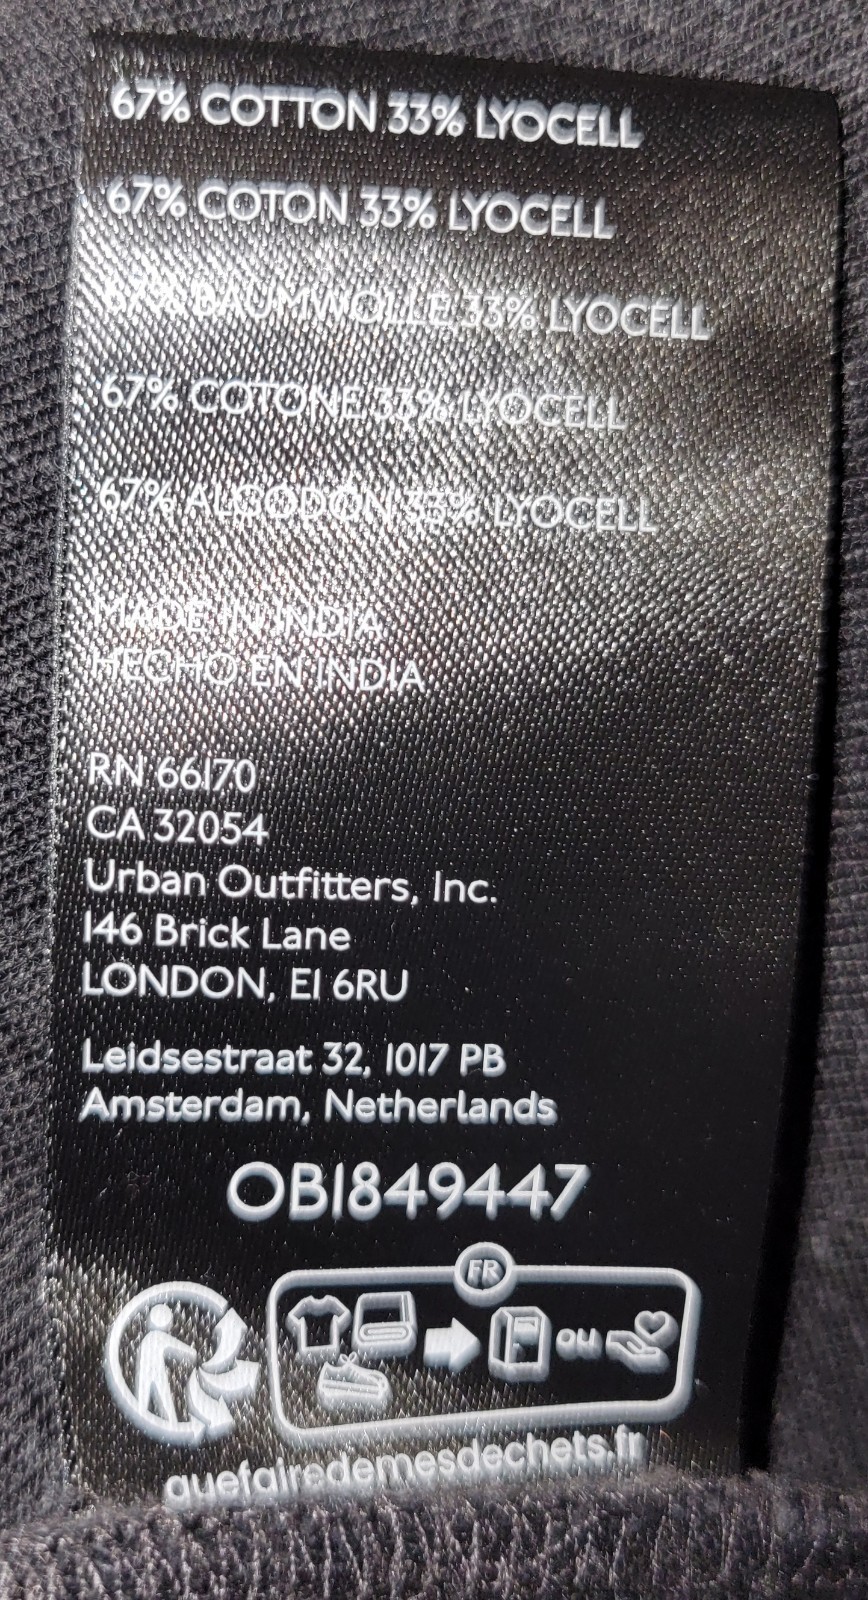 67% COTTON 33% LYOCELL
67% COTON 33% LYOCELL
67% BAUMWOLLE 33% LYOCELL
67% COTONE 33% LYOCELL
67% ALGODÓN 33% LYOCELL
MADE IN INDIA
HECHO EN INDIA
RN 66170
CA 32054
Urban Outfitters, Inc.
146 Brick Lane
LONDON, E1 6RU
Leidsestraat 32, 1017 PB
Amsterdam, Netherlands
OB1849447
FR
ou
quefairedemesdechets.fr